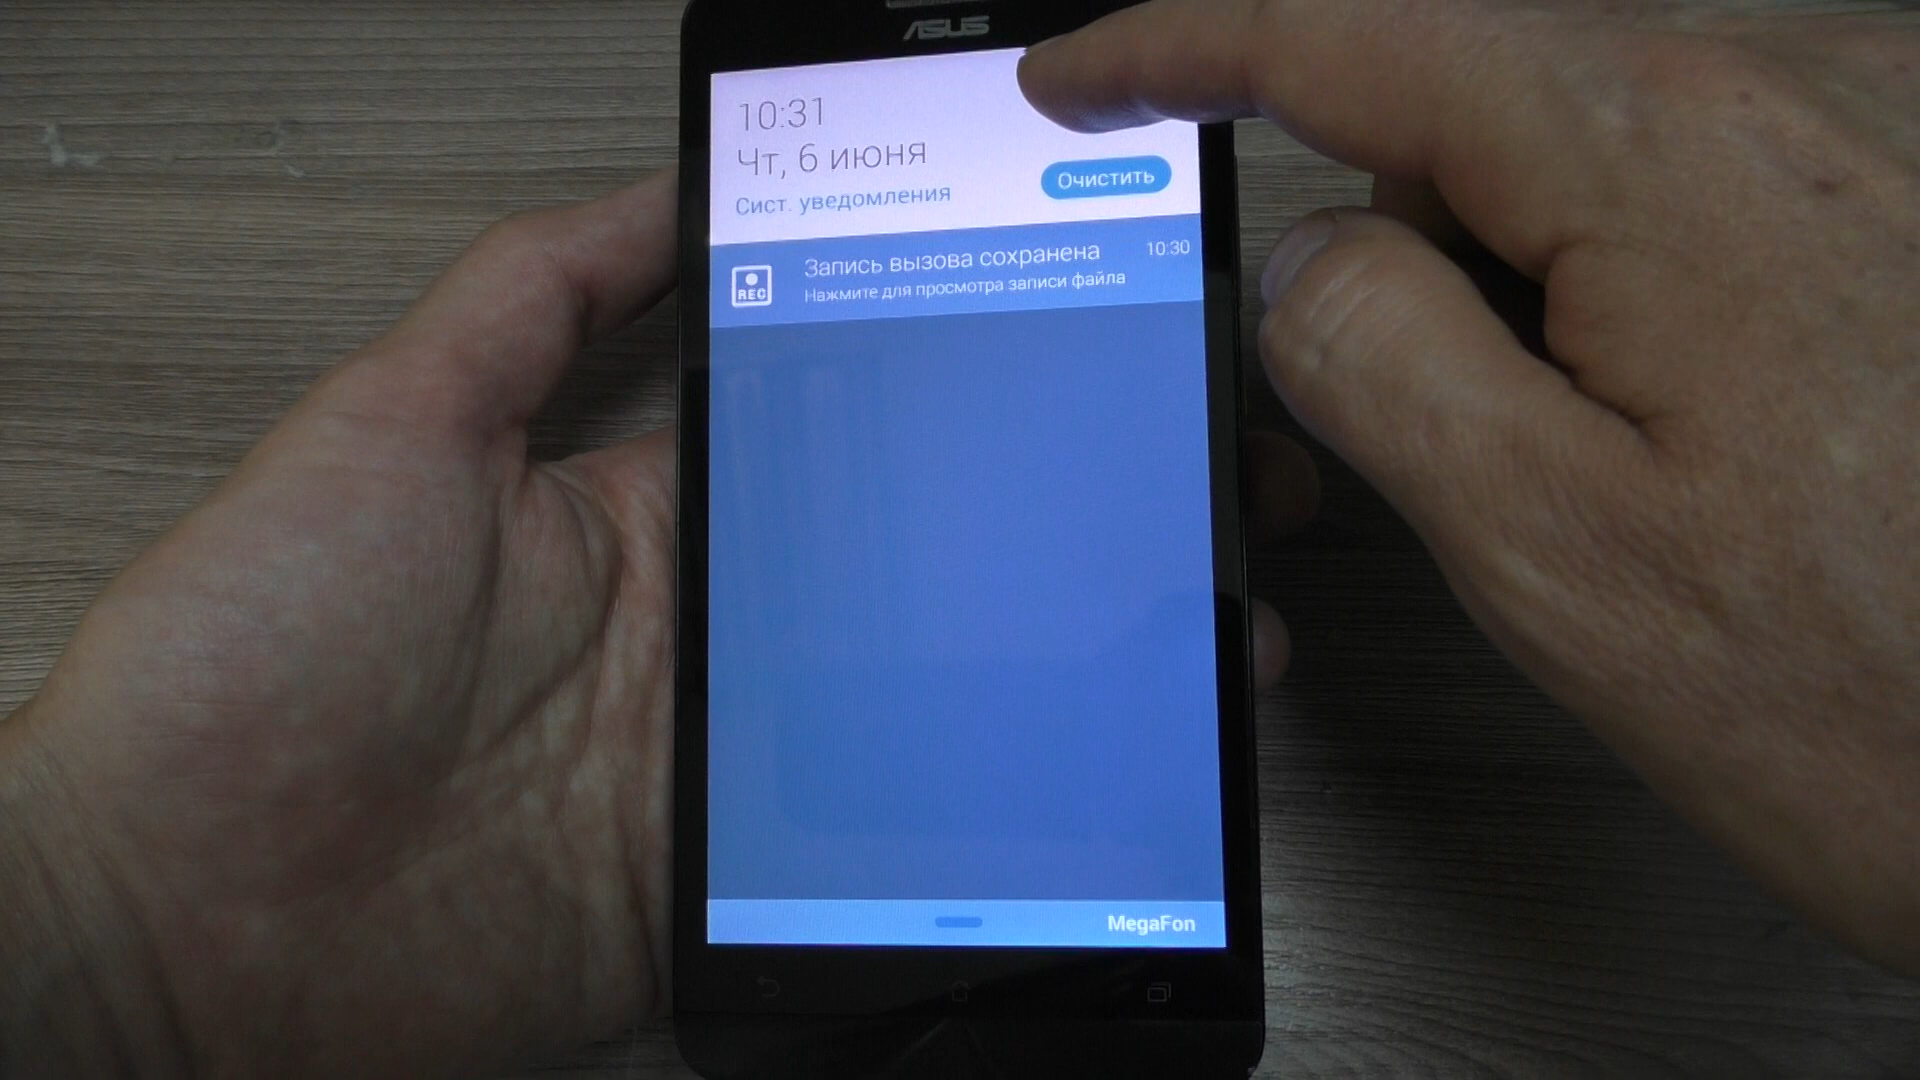 ASUS
10:31
Чт, 6 июня
Сист. уведомления
Очистить
Запись вызова сохранена
10:30
REC
Нажмите для просмотра записи файла
MegaFon